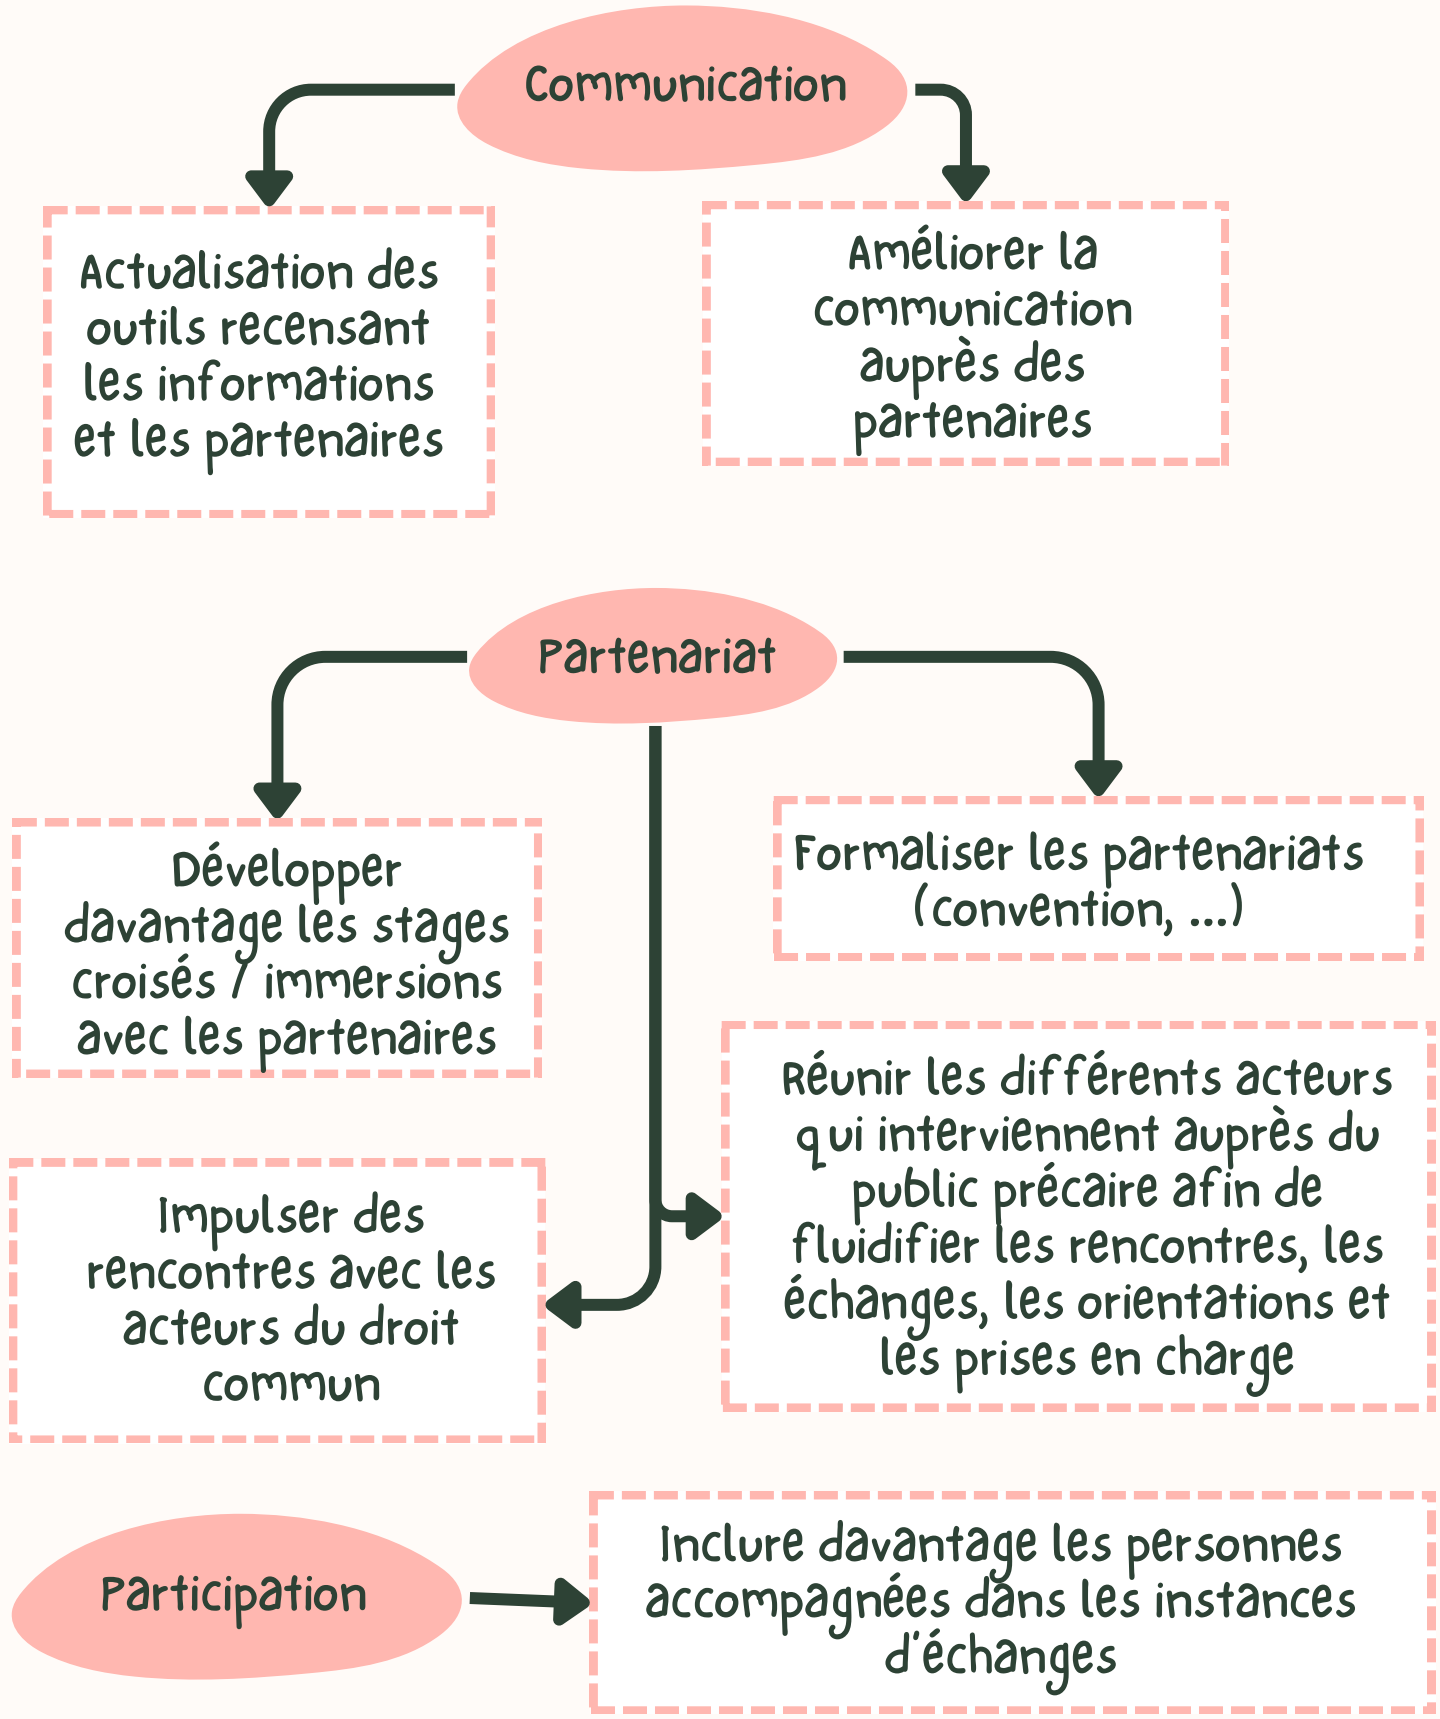 Communication
Actualisation des
outils recensant
les informations
et les partenaires
Améliorer la
communication
auprès des
partenaires
Partenariat
Développer
davantage les stages
croisés / immersions
avec les partenaires
Formaliser les partenariats
(convention, ...)
Impulser des
rencontres avec les
acteurs du droit
commun
Réunir les différents acteurs
qui interviennent auprès du
public précaire afin de
fluidifier les rencontres, les
échanges, les orientations et
les prises en charge
Participation
Inclure davantage les personnes
accompagnées dans les instances
d'échanges